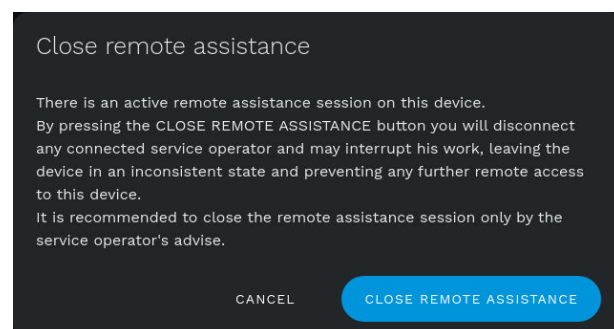 Close remote assistance
There is an active remote assistance session on this device.
By pressing the CLOSE REMOTE ASSISTANCE button you will disconnect
any connected service operator and may interrupt his work, leaving the
device in an inconsistent state and preventing any further remote access
to this device.
It is recommended to close the remote assistance session only by the
service operator's advise.
CANCEL CLOSE REMOTE ASSISTANCE